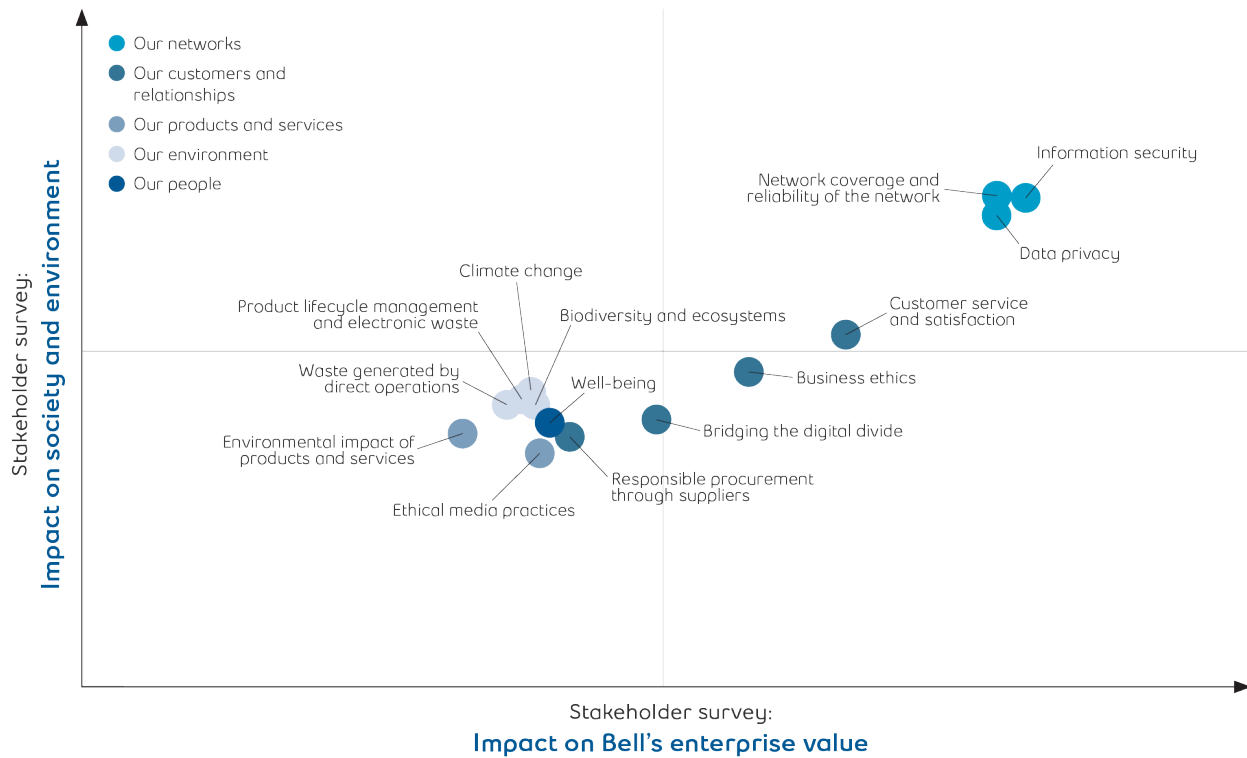 Our networks
Our customers and
relationships
Our products and services
Our environment
Our people
Information security
Network coverage and
reliability of the network
Data privacy
Climate change
Product lifecycle management
and electronic waste
Biodiversity and ecosystems
Customer service
and satisfaction
Waste generated by
direct operations
Well-being
Business ethics
Environmental impact of
products and services
Bridging the digital divide
Responsible procurement
through suppliers
Ethical media practices
Stakeholder survey:
Impact on society and environment
Stakeholder survey:
Impact on Bell's enterprise value